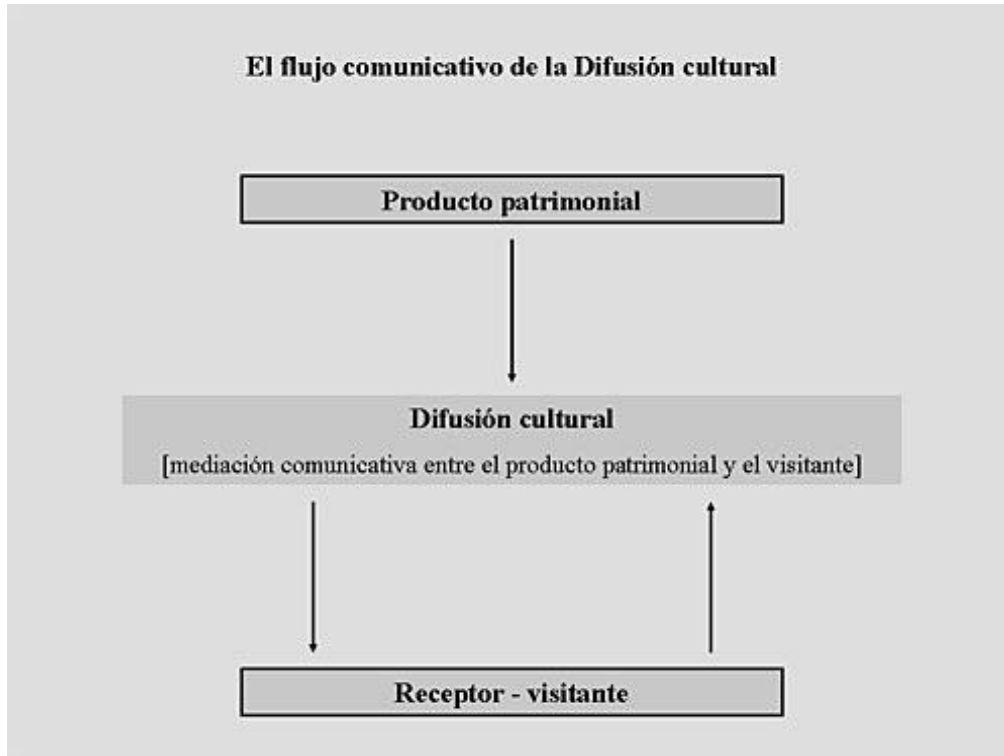 El flujo comunicativo de la Difusión cultural
Producto patrimonial
Difusión cultural
[mediación comunicativa entre el producto patrimonial y el visitante]
Receptor - visitante